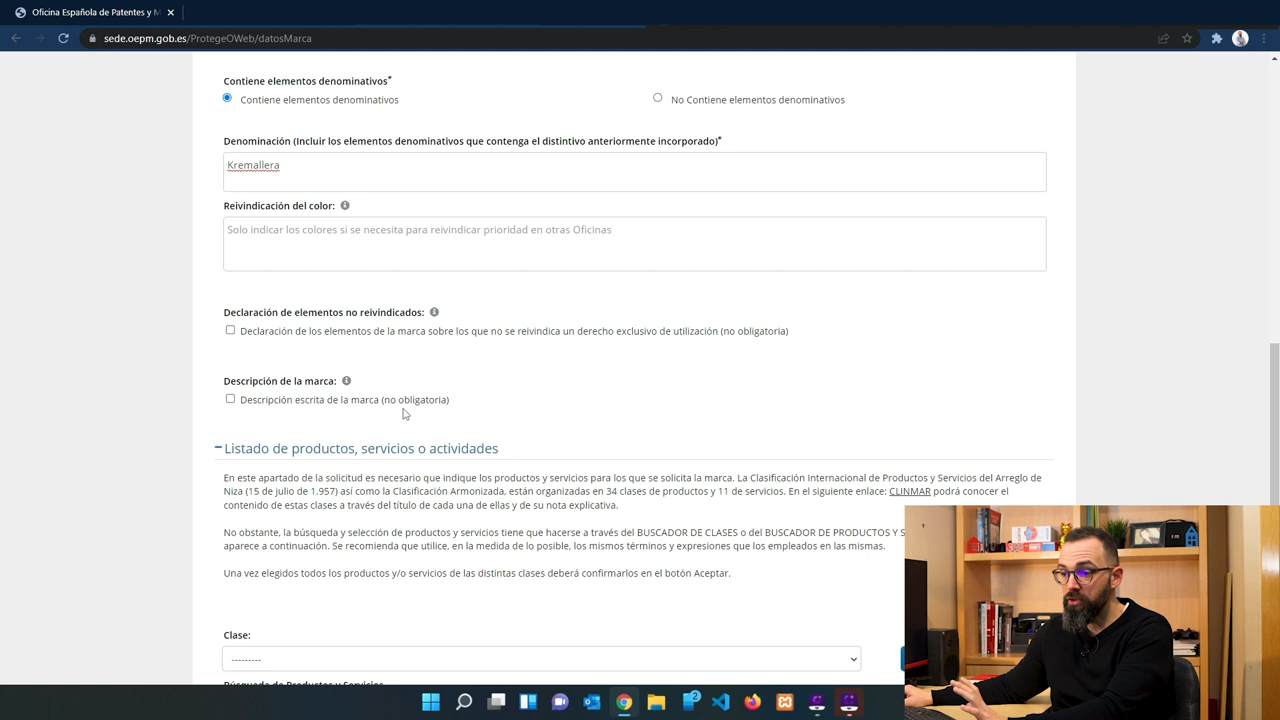 Oficina Española de Patentes y M
sede.oepm.gob.es/ProtegeOWeb/datosMarca
Contiene elementos denominativos*
Contiene elementos denominativos
No Contiene elementos denominativos
Denominación (Incluir los elementos denominativos que contenga el distintivo anteriormente incorporado)*
Kremallera
Reivindicación del color:
Solo indicar los colores si se necesita para reivindicar prioridad en otras Oficinas
Declaración de elementos no reivindicados:
Declaración de los elementos de la marca sobre los que no se reivindica un derecho exclusivo de utilización (no obligatoria)
Descripción de la marca:
Descripción escrita de la marca (no obligatoria)
Listado de productos, servicios o actividades
En este apartado de la solicitud es necesario que indique los productos y servicios para los que se solicita la marca. La Clasificación Internacional de Productos y Servicios del Arreglo de
Niza (15 de julio de 1.957) así como la Clasificación Armonizada, están organizadas en 34 clases de productos y 11 de servicios. En el siguiente enlace: CLINMAR podrá conocer el
contenido de estas clases a través del título de cada una de ellas y de su nota explicativa.
No obstante, la búsqueda y selección de productos y servicios tiene que hacerse a través del BUSCADOR DE CLASES o del BUSCADOR DE PRODUCTOS Y S
aparece a continuación. Se recomienda que utilice, en la medida de lo posible, los mismos términos y expresiones que los empleados en las mismas.
Una vez elegidos todos los productos y/o servicios de las distintas clases deberá confirmarlos en el botón Aceptar.
Clase:
---------
Búsqueda de Productos y Servicios
2